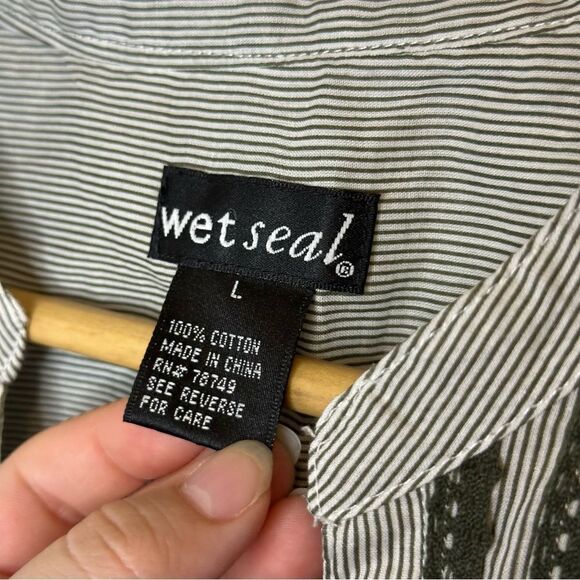 wet seal®
L
100% COTTON
MADE IN CHINA
RN# 78749
SEE REVERSE
FOR CARE